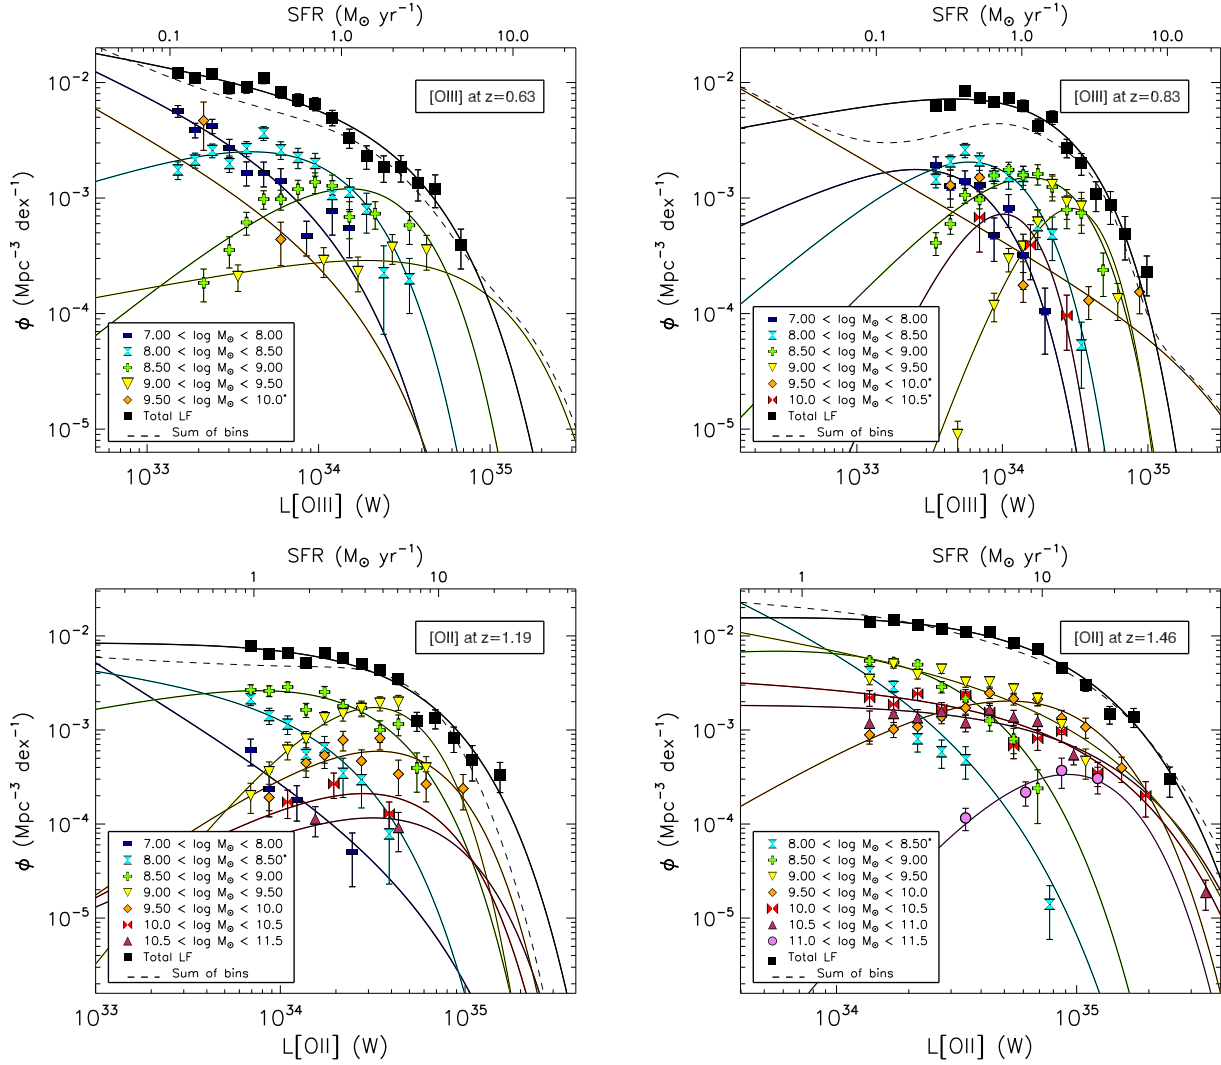 SFR (M⊙ yr⁻¹)
0.1 1.0 10.0
[OIII] at z=0.63
ϕ (Mpc⁻³ dex⁻¹)
10⁻²
10⁻³
10⁻⁴
10⁻⁵
7.00 < log M⊙ < 8.00
8.00 < log M⊙ < 8.50
8.50 < log M⊙ < 9.00
9.00 < log M⊙ < 9.50
9.50 < log M⊙ < 10.0*
Total LF
Sum of bins
10³³ 10³⁴ 10³⁵
L[OIII] (W)
SFR (M⊙ yr⁻¹)
0.1 1.0 10.0
[OIII] at z=0.83
ϕ (Mpc⁻³ dex⁻¹)
10⁻²
10⁻³
10⁻⁴
10⁻⁵
7.00 < log M⊙ < 8.00
8.00 < log M⊙ < 8.50
8.50 < log M⊙ < 9.00
9.00 < log M⊙ < 9.50
9.50 < log M⊙ < 10.0*
10.0 < log M⊙ < 10.5*
Total LF
Sum of bins
10³³ 10³⁴ 10³⁵
L[OIII] (W)
SFR (M⊙ yr⁻¹)
1 10
[OII] at z=1.19
ϕ (Mpc⁻³ dex⁻¹)
10⁻²
10⁻³
10⁻⁴
10⁻⁵
7.00 < log M⊙ < 8.00
8.00 < log M⊙ < 8.50*
8.50 < log M⊙ < 9.00
9.00 < log M⊙ < 9.50
9.50 < log M⊙ < 10.0
10.0 < log M⊙ < 10.5
10.5 < log M⊙ < 11.5
Total LF
Sum of bins
10³³ 10³⁴ 10³⁵
L[OII] (W)
SFR (M⊙ yr⁻¹)
1 10
[OII] at z=1.46
ϕ (Mpc⁻³ dex⁻¹)
10⁻²
10⁻³
10⁻⁴
10⁻⁵
8.00 < log M⊙ < 8.50*
8.50 < log M⊙ < 9.00
9.00 < log M⊙ < 9.50
9.50 < log M⊙ < 10.0
10.0 < log M⊙ < 10.5
10.5 < log M⊙ < 11.0
11.0 < log M⊙ < 11.5
Total LF
Sum of bins
10³⁴ 10³⁵
L[OII] (W)